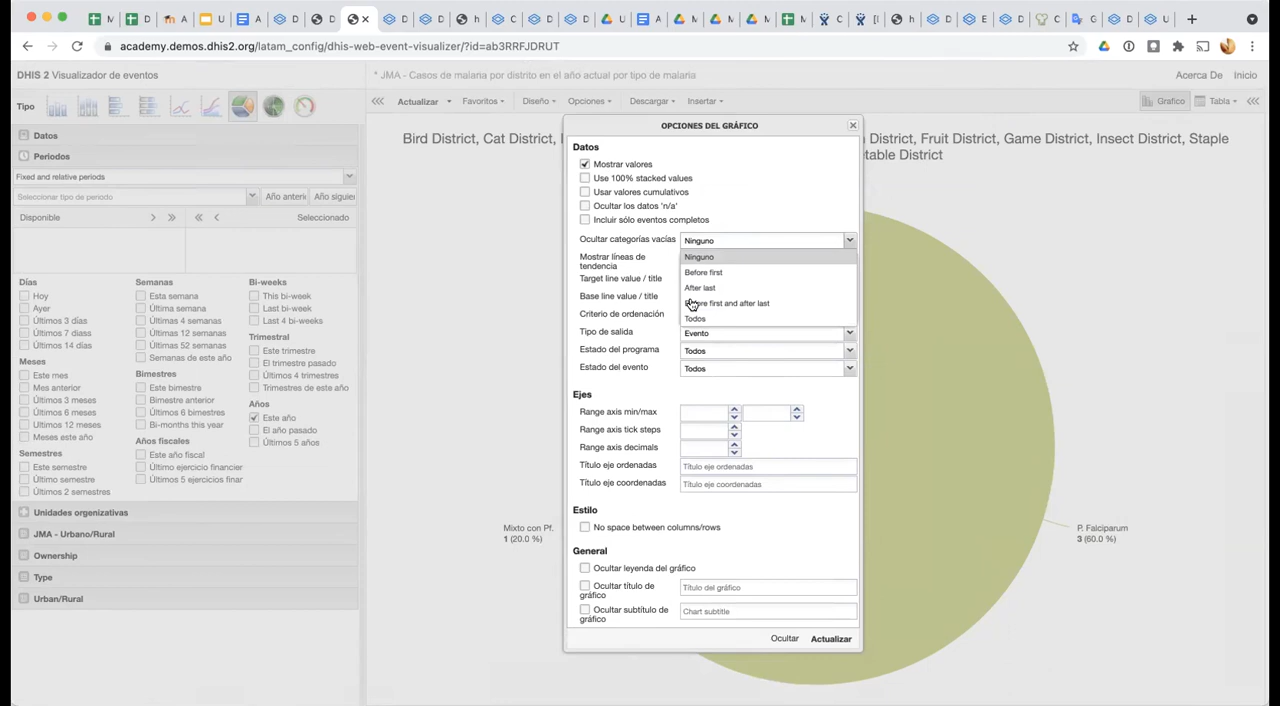 academy.demos.dhis2.org/latam_config/dhis-web-event-visualizer/?id=ab3RRFJDRUT
DHIS 2 Visualizador de eventos
* JMA - Casos de malaria por distrito en el año actual por tipo de malaria
Acerca De Inicio
Tipo
Actualizar Favoritos Diseño Opciones Descargar Insertar Grafico Tabla
Datos
Periodos
Fixed and relative periods
Seleccionar tipo de periodo Año anteri Año siguie
Disponible Seleccionado
Días
Hoy
Ayer
Últimos 3 días
Últimos 7 dias
Últimos 14 días
Meses
Este mes
Mes anterior
Últimos 3 meses
Últimos 6 meses
Últimos 12 meses
Meses este año
Semestres
Este semestre
Último semestre
Últimos 2 semestres
Semanas
Esta semana
Última semana
Últimas 4 semanas
Últimas 12 semanas
Últimas 52 semanas
Semanas de este año
Bimestres
Este bimestre
Bimestre anterior
Últimos 6 bimestres
Bi-months this year
Años fiscales
Este año fiscal
Último ejercicio financier
Últimos 5 ejercicios finar
Bi-weeks
This bi-week
Last bi-week
Last 4 bi-weeks
Trimestral
Este trimestre
El trimestre pasado
Últimos 4 trimestres
Trimestres de este año
Años
Este año
El año pasado
Últimos 5 años
Unidades organizativas
JMA - Urbano/Rural
Ownership
Type
Urban/Rural
Bird District, Cat District,
District, Fruit District, Game District, Insect District, Staple
etable District
Mixto con Pf.
1 (20.0 %)
P. Falciparum
3 (60.0 %)
OPCIONES DEL GRÁFICO
Datos
Mostrar valores
Use 100% stacked values
Usar valores cumulativos
Ocultar los datos 'n/a'
Incluir sólo eventos completos
Ocultar categorías vacías Ninguno
Ninguno
Before first
After last
first and after last
Todos
Mostrar líneas de
tendencia
Target line value / title
Base line value / title
Criterio de ordenación
Tipo de salida Evento
Estado del programa Todos
Estado del evento Todos
Ejes
Range axis min/max
Range axis tick steps
Range axis decimals
Título eje ordenadas Título eje ordenadas
Título eje coordenadas Título eje coordenadas
Estilo
No space between columns/rows
General
Ocultar leyenda del gráfico
Ocultar título de
gráfico
Título del gráfico
Ocultar subtítulo de
gráfico
Chart subtitle
Ocultar Actualizar